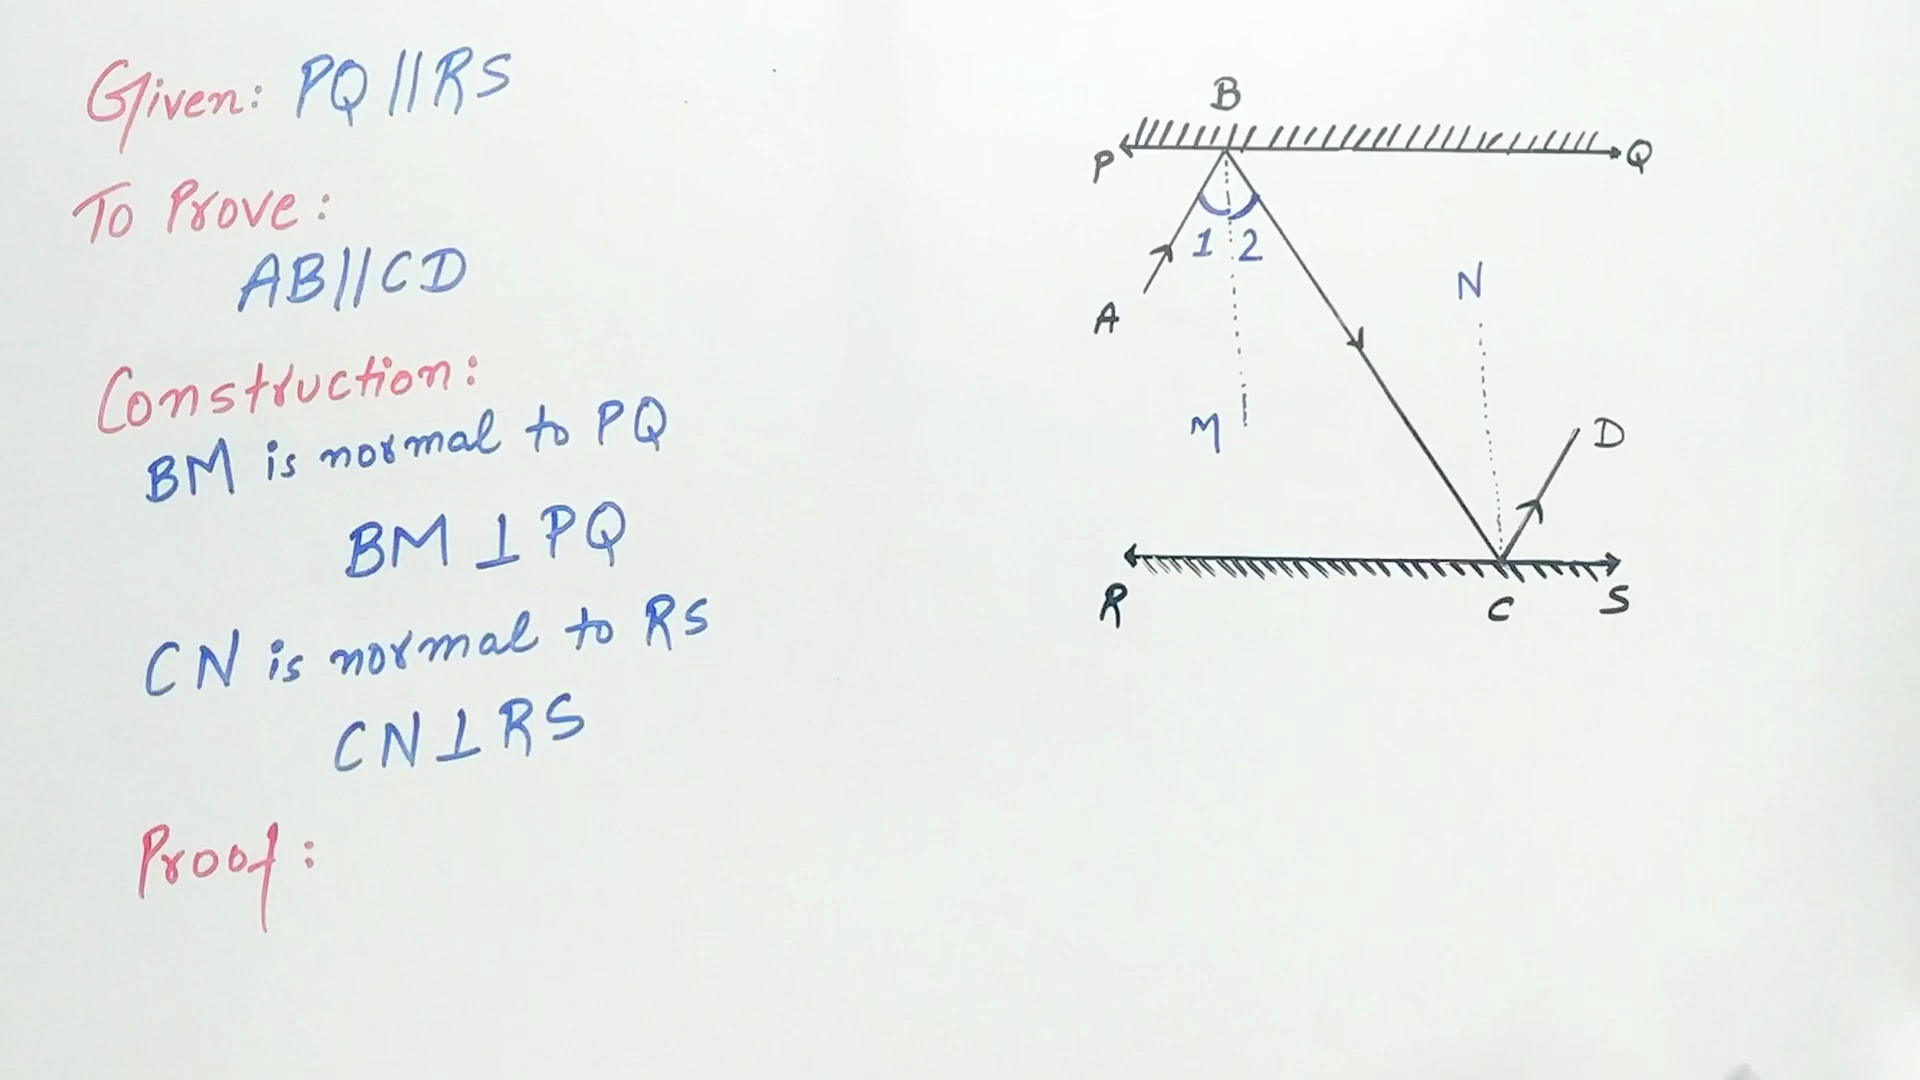 Given: PQ || RS
To Prove:
AB || CD
Construction:
BM is normal to PQ
BM ⊥ PQ
CN is normal to RS
CN ⊥ RS
Proof:
B
P
Q
1 2
A
N
M
D
R
C
S